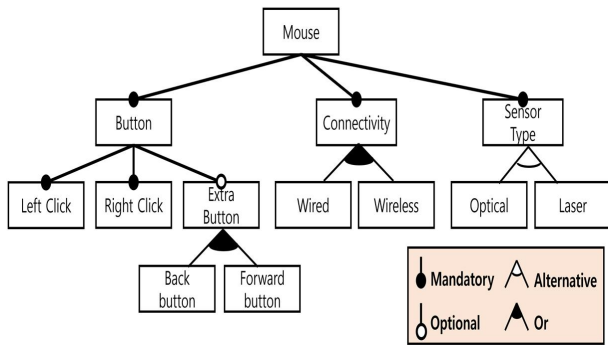 Mouse
Button
Connectivity
Sensor
Type
Left Click
Right Click
Extra
Button
Wired
Wireless
Optical
Laser
Back
button
Forward
button
Mandatory
Alternative
Optional
Or